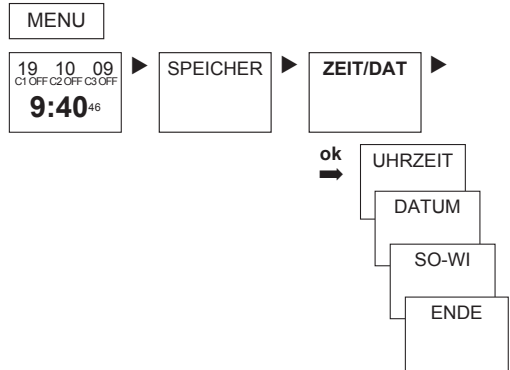 MENU
19 10 09
C1 OFF C2 OFF C3 OFF
9:40 46
SPEICHER
ZEIT/DAT
ok
UHRZEIT
DATUM
SO-WI
ENDE